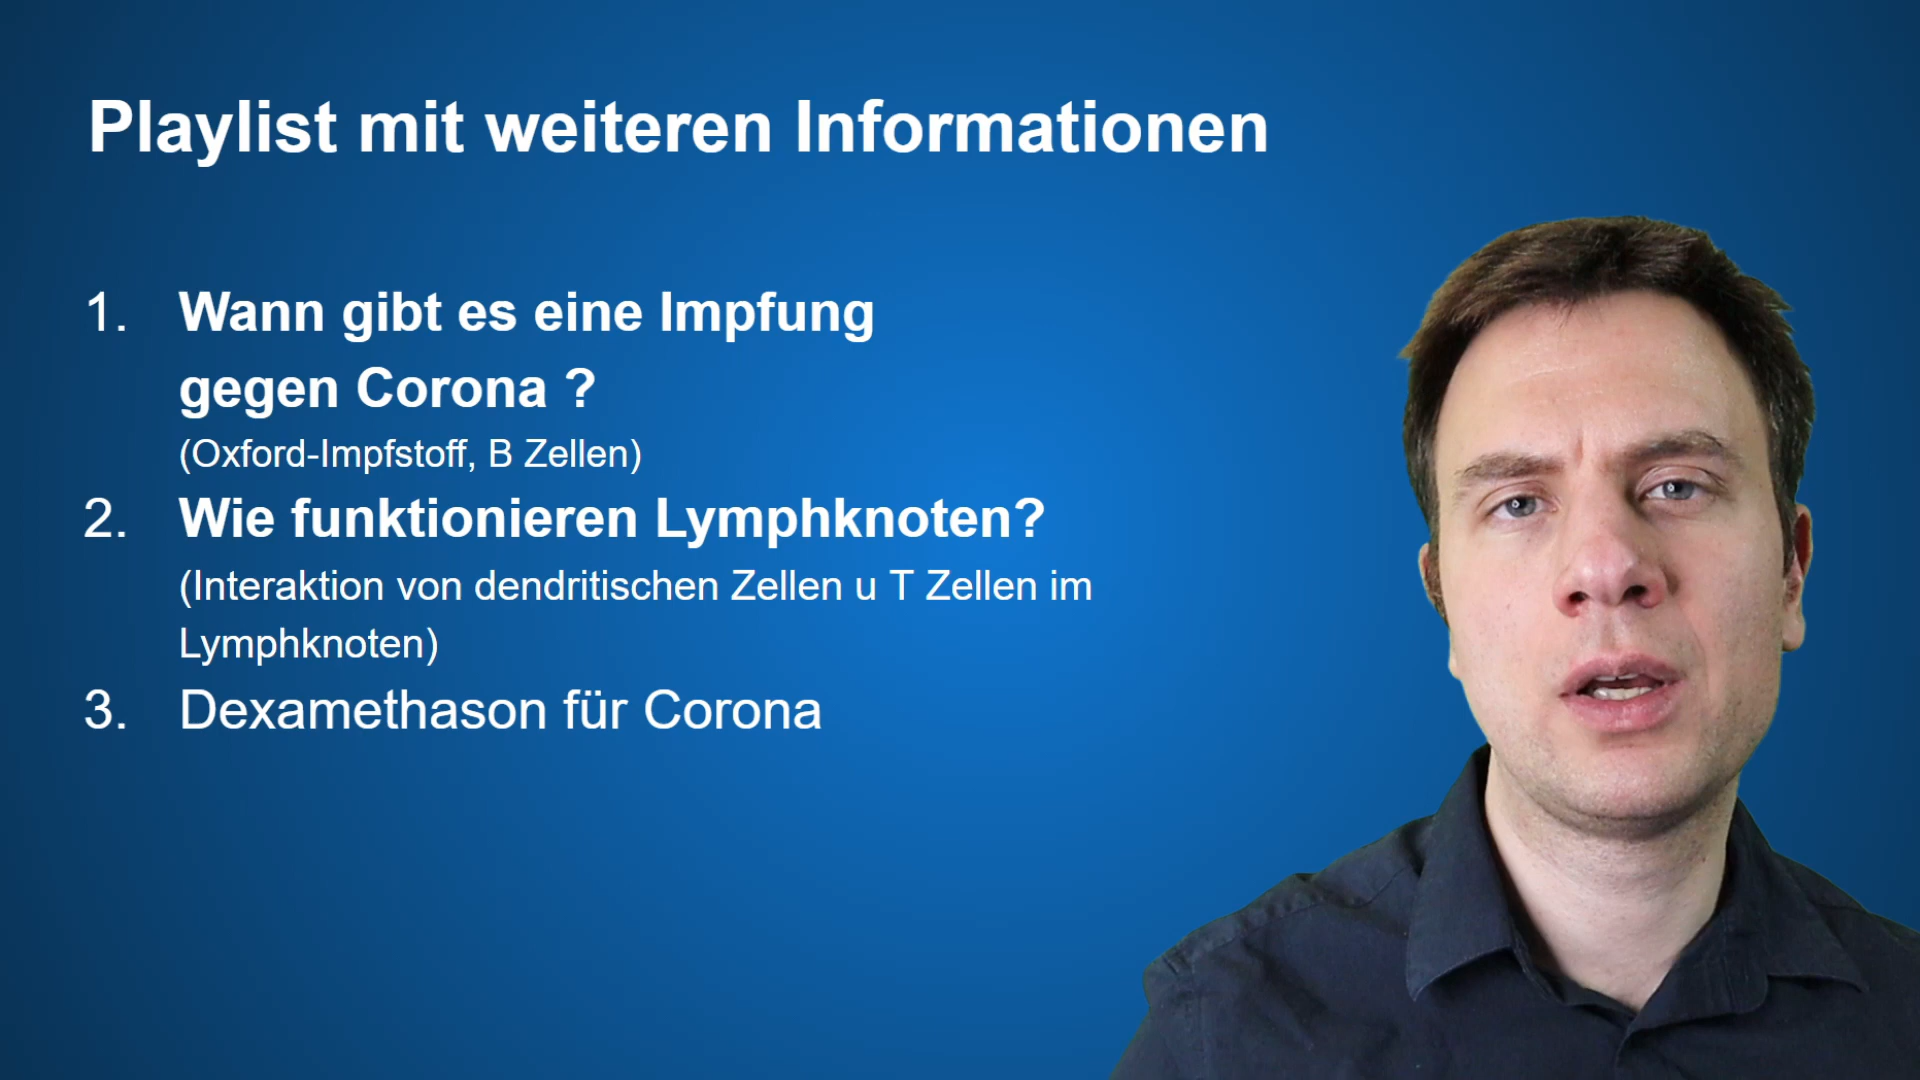 Playlist mit weiteren Informationen
1. Wann gibt es eine Impfung
gegen Corona ?
(Oxford-Impfstoff, B Zellen)
2. Wie funktionieren Lymphknoten?
(Interaktion von dendritischen Zellen u T Zellen im
Lymphknoten)
3. Dexamethason für Corona